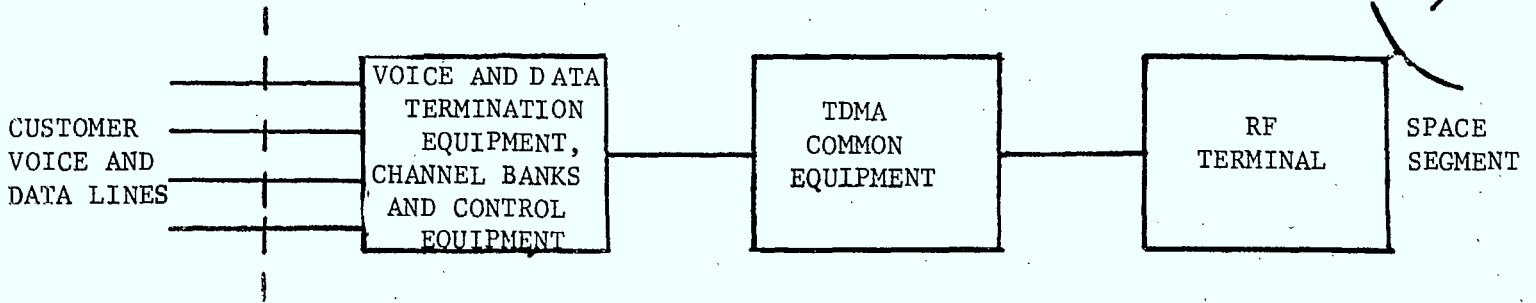 CUSTOMER
VOICE AND
DATA LINES
VOICE AND DATA
TERMINATION
EQUIPMENT,
CHANNEL BANKS
AND CONTROL
EQUIPMENT
TDMA
COMMON
EQUIPMENT
RF
TERMINAL
SPACE
SEGMENT